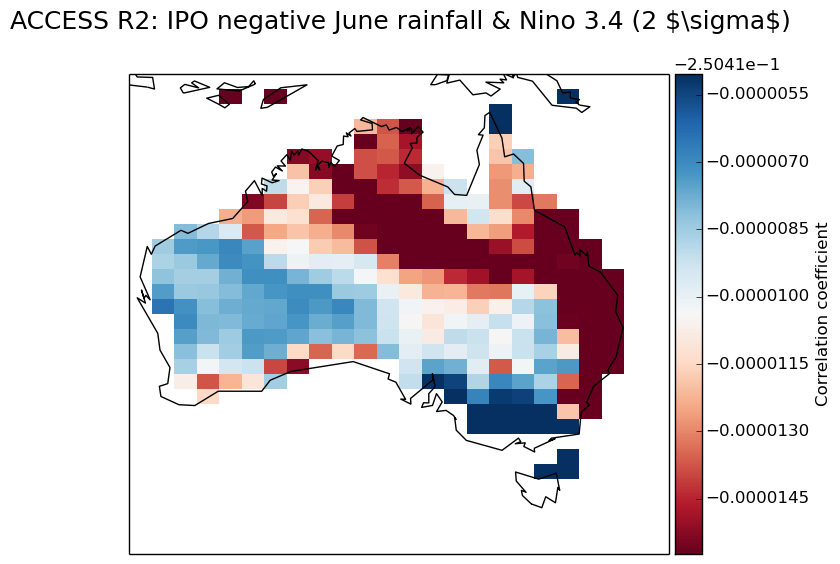 ACCESS R2: IPO negative June rainfall & Nino 3.4 (2 $\sigma$)
−2.5041e−1
−0.0000055
−0.0000070
−0.0000085
−0.0000100
−0.0000115
−0.0000130
−0.0000145
Correlation coefficient